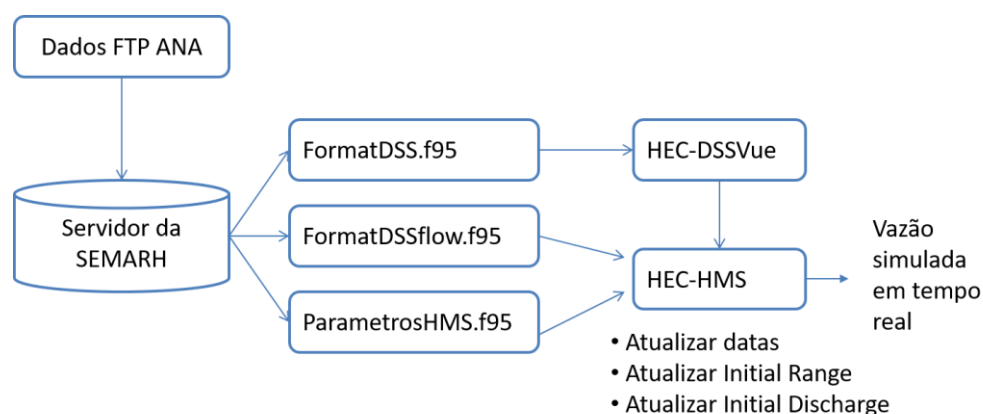 Dados FTP ANA
Servidor da
SEMARH
FormatDSS.f95
FormatDSSflow.f95
ParametrosHMS.f95
HEC-DSSVue
HEC-HMS
Vazão
simulada
em tempo
real
• Atualizar datas
• Atualizar Initial Range
• Atualizar Initial Discharge